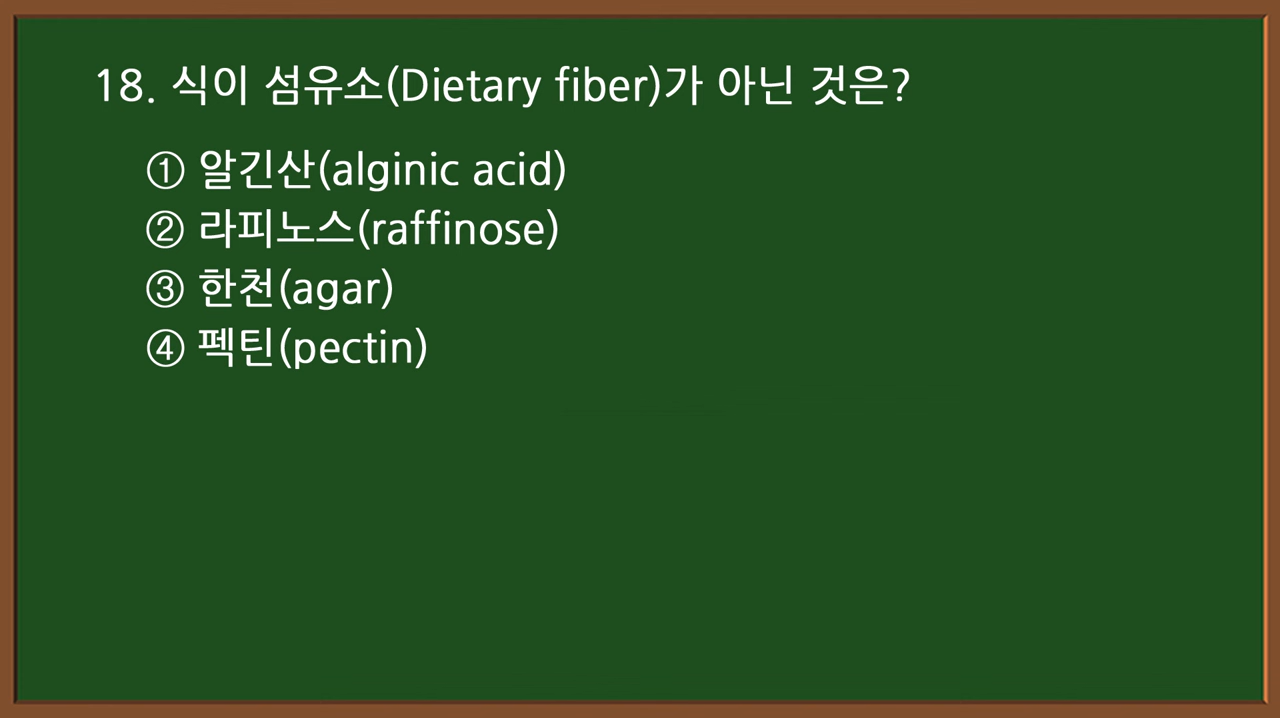 18. 식이 섬유소(Dietary fiber)가 아닌 것은?
① 알긴산(alginic acid)
② 라피노스(raffinose)
③ 한천(agar)
④ 펙틴(pectin)